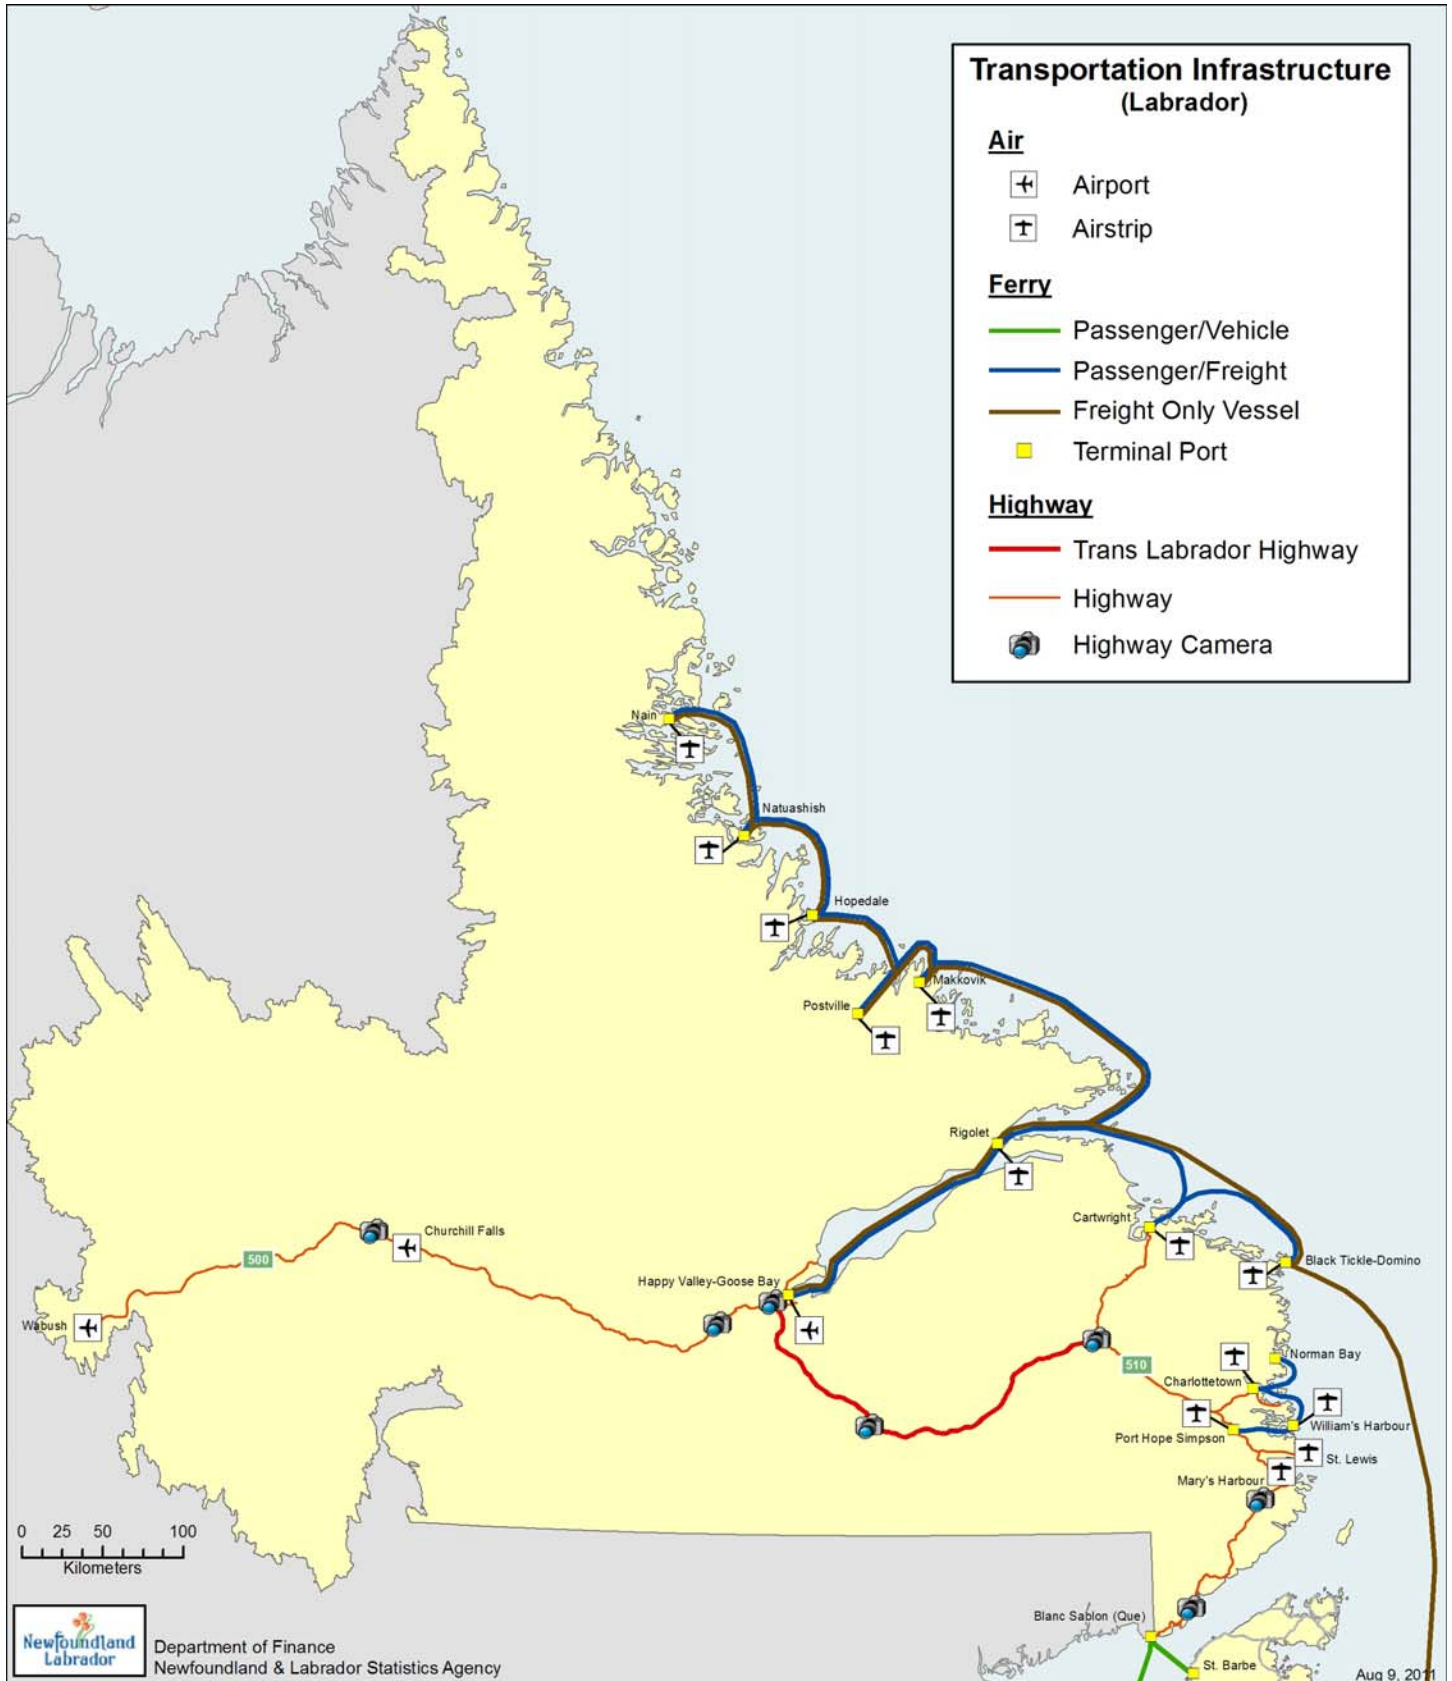 Transportation Infrastructure
(Labrador)
Air
Airport
Airstrip
Ferry
Passenger/Vehicle
Passenger/Freight
Freight Only Vessel
Terminal Port
Highway
Trans Labrador Highway
Highway
Highway Camera
Nain
Natuashish
Hopedale
Makkovik
Postville
Rigolet
Cartwright
Churchill Falls
500
Black Tickle-Domino
Happy Valley-Goose Bay
Wabush
Norman Bay
510
Charlottetown
William's Harbour
Port Hope Simpson
St. Lewis
Mary's Harbour
0 25 50 100
Kilometers
Blanc Sablon (Que)
St. Barbe
Newfoundland
Labrador
Department of Finance
Newfoundland & Labrador Statistics Agency
Aug 9, 2011